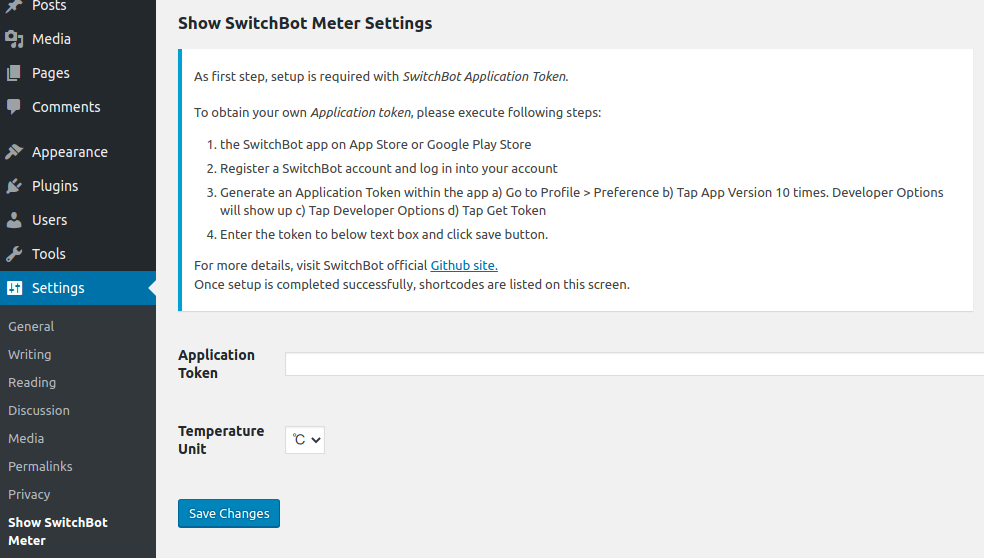 Posts
Media
Pages
Comments
Appearance
Plugins
Users
Tools
Settings
General
Writing
Reading
Discussion
Media
Permalinks
Privacy
Show SwitchBot
Meter
Show SwitchBot Meter Settings
As first step, setup is required with SwitchBot Application Token.
To obtain your own Application token, please execute following steps:
1. the SwitchBot app on App Store or Google Play Store
2. Register a SwitchBot account and log in into your account
3. Generate an Application Token within the app a) Go to Profile > Preference b) Tap App Version 10 times. Developer Options
will show up c) Tap Developer Options d) Tap Get Token
4. Enter the token to below text box and click save button.
For more details, visit SwitchBot official Github site.
Once setup is completed successfully, shortcodes are listed on this screen.
Application
Token
Temperature
Unit
℃
Save Changes